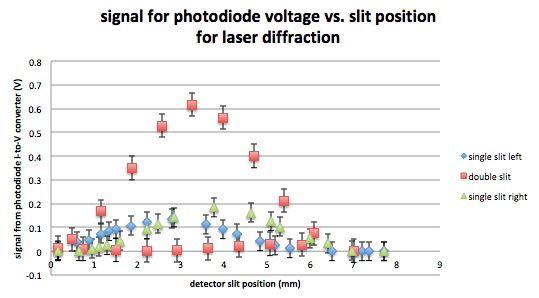 signal for photodiode voltage vs. slit position
for laser diffraction
signal from photodiode I-to-V converter (V)
0.8
0.7
0.6
0.5
0.4
0.3
0.2
0.1
0
-0.1
0 1 2 3 4 5 6 7 8 9
detector slit position (mm)
single slit left
double slit
single slit right